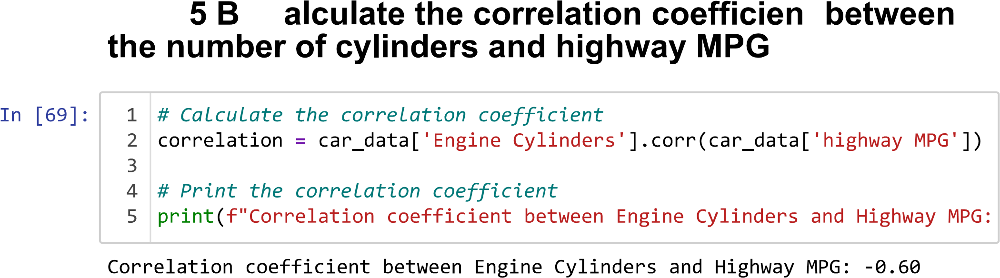 5 B alculate the correlation coefficien between
the number of cylinders and highway MPG
In [69]:
1 # Calculate the correlation coefficient
2 correlation = car_data['Engine Cylinders'].corr(car_data['highway MPG'])
3
4 # Print the correlation coefficient
5 print(f"Correlation coefficient between Engine Cylinders and Highway MPG:
Correlation coefficient between Engine Cylinders and Highway MPG: -0.60